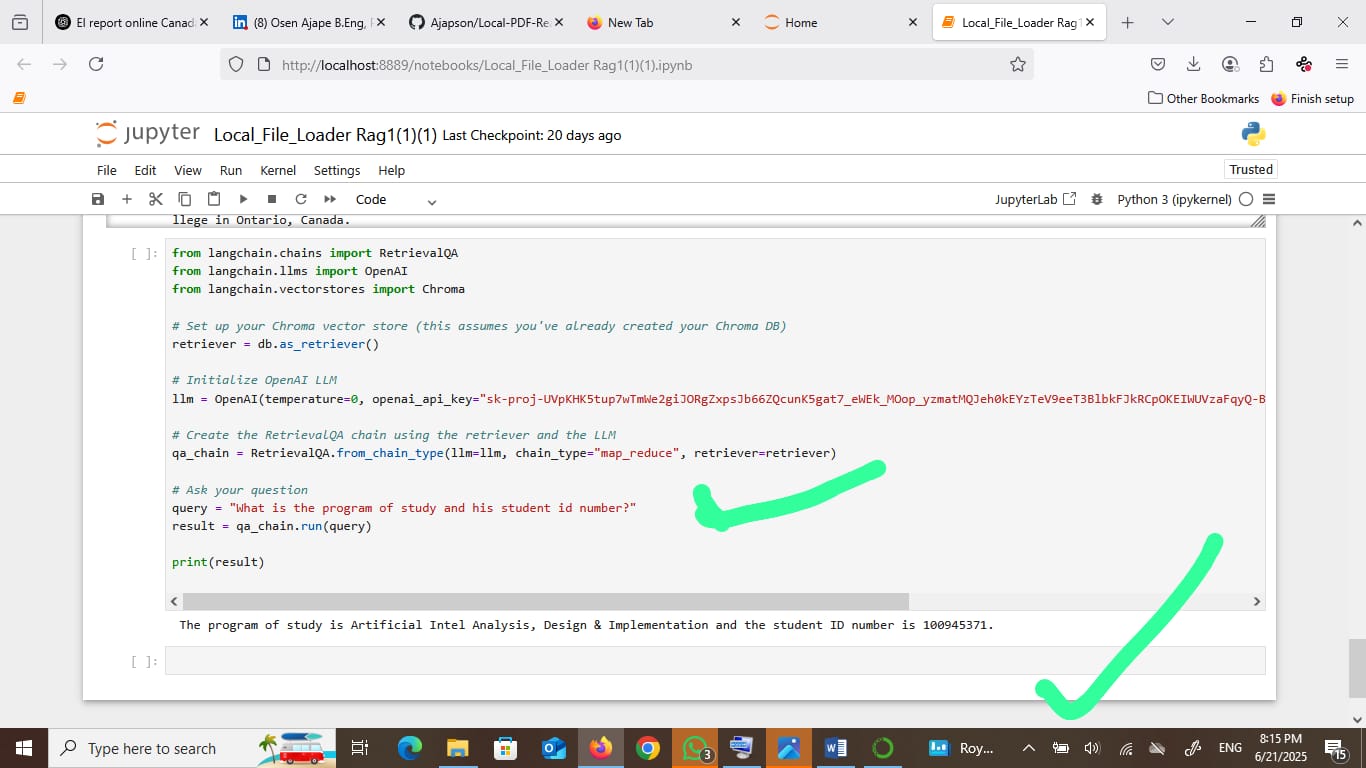 EI report online Canad
(8) Osen Ajape B.Eng,
Ajapson/Local-PDF-Re
New Tab
Home
Local_File_Loader Rag1
http://localhost:8889/notebooks/Local_File_Loader Rag1(1)(1).ipynb
Other Bookmarks
Finish setup
jupyter Local_File_Loader Rag1(1)(1) Last Checkpoint: 20 days ago
File Edit View Run Kernel Settings Help
Trusted
Code
JupyterLab
Python 3 (ipykernel)
llege in Ontario, Canada.
[ ]:
from langchain.chains import RetrievalQA
from langchain.llms import OpenAI
from langchain.vectorstores import Chroma
# Set up your Chroma vector store (this assumes you've already created your Chroma DB)
retriever = db.as_retriever()
# Initialize OpenAI LLM
llm = OpenAI(temperature=0, openai_api_key="
# Create the RetrievalQA chain using the retriever and the LLM
qa_chain = RetrievalQA.from_chain_type(llm=llm, chain_type="map_reduce", retriever=retriever)
# Ask your question
query = "What is the program of study and his student id number?"
result = qa_chain.run(query)
print(result)
The program of study is Artificial Intel Analysis, Design & Implementation and the student ID number is 100945371.
[ ]:
Type here to search
3
Roy...
ENG
8:15 PM
6/21/2025
15